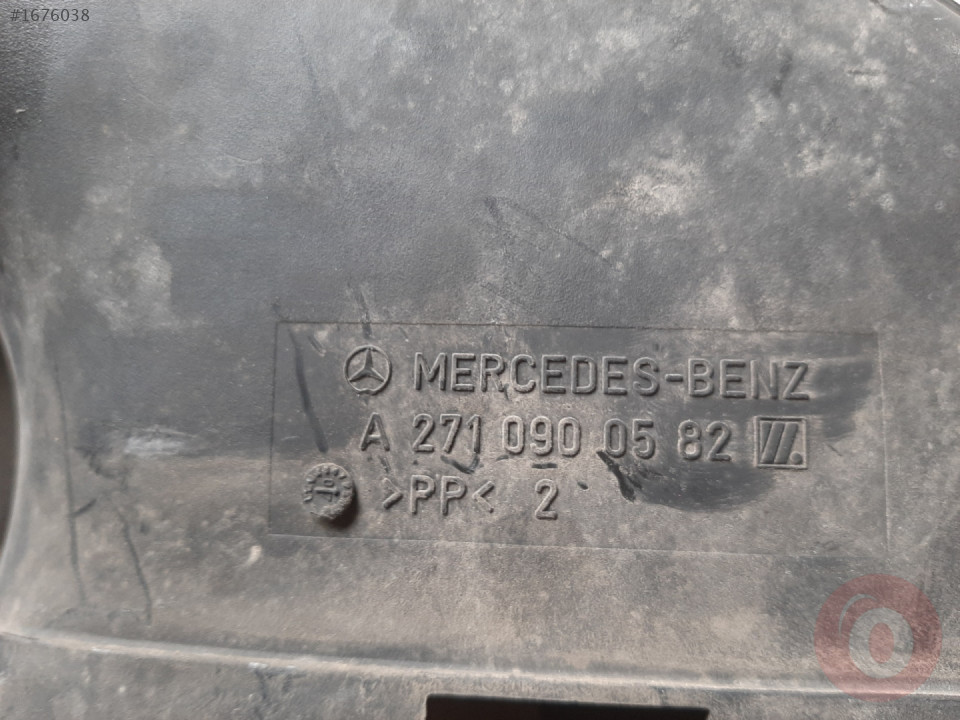 #1676038
MERCEDES-BENZ
A 271 090 05 82
>PP< 2